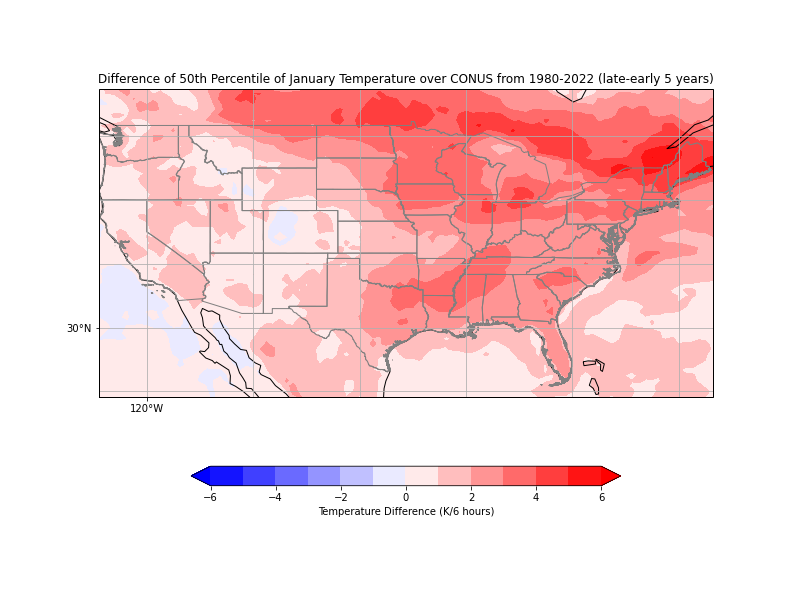 Difference of 50th Percentile of January Temperature over CONUS from 1980-2022 (late-early 5 years)
30°N
120°W
−6 −4 −2 0 2 4 6
Temperature Difference (K/6 hours)